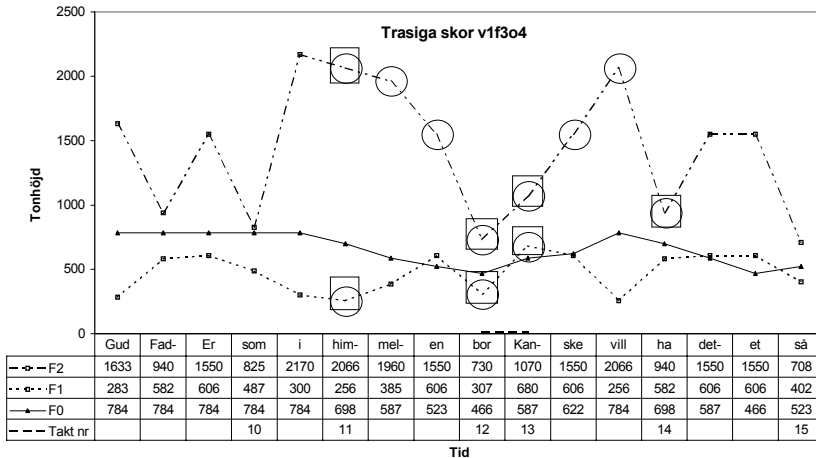 Trasiga skor v1f3o4
2500
2000
1500
1000
500
0
Tonhöjd
Gud Fad- Er som i him- mel- en bor Kan- ske vill ha det- et så
F2 1633 940 1550 825 2170 2066 1960 1550 730 1070 1550 2066 940 1550 1550 708
F1 283 582 606 487 300 256 385 606 307 680 606 256 582 606 606 402
F0 784 784 784 784 784 698 587 523 466 587 622 784 698 587 466 523
Takt nr 10 11 12 13 14 15
Tid